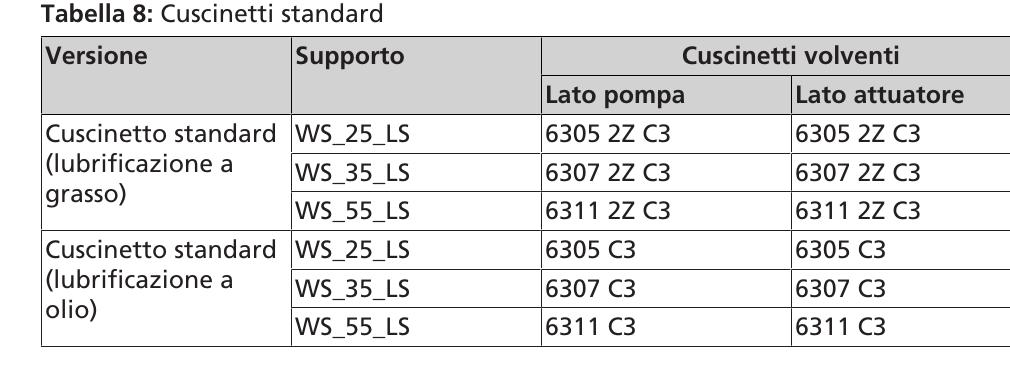 Tabella 8: Cuscinetti standard
Versione Supporto Cuscinetti volventi
Lato pompa Lato attuatore
Cuscinetto standard (lubrificazione a grasso) WS_25_LS 6305 2Z C3 6305 2Z C3
WS_35_LS 6307 2Z C3 6307 2Z C3
WS_55_LS 6311 2Z C3 6311 2Z C3
Cuscinetto standard (lubrificazione a olio) WS_25_LS 6305 C3 6305 C3
WS_35_LS 6307 C3 6307 C3
WS_55_LS 6311 C3 6311 C3